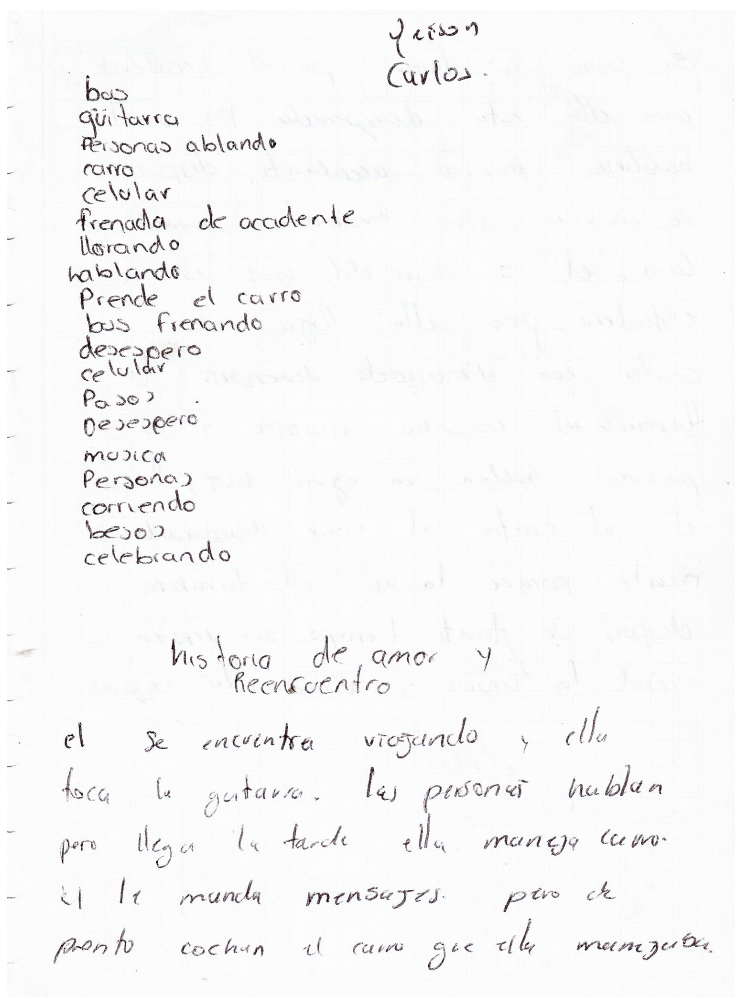 Yeison
Carlos.
bus
güitarra
Personas ablando
carro
celular
frenada de accidente
llorando
hablando
Prende el carro
bus frenando
desespero
celular
Pasos
Desespero
musica
Personas
corriendo
besos
celebrando
historia de amor y
Reencuentro
el se encuentra viajando y ella
toca la guitarra. las personas hablan
pero llega la tarde ella maneja carro.
el le manda mensajes. pero de
pronto cochan el carro que ella manejaba.